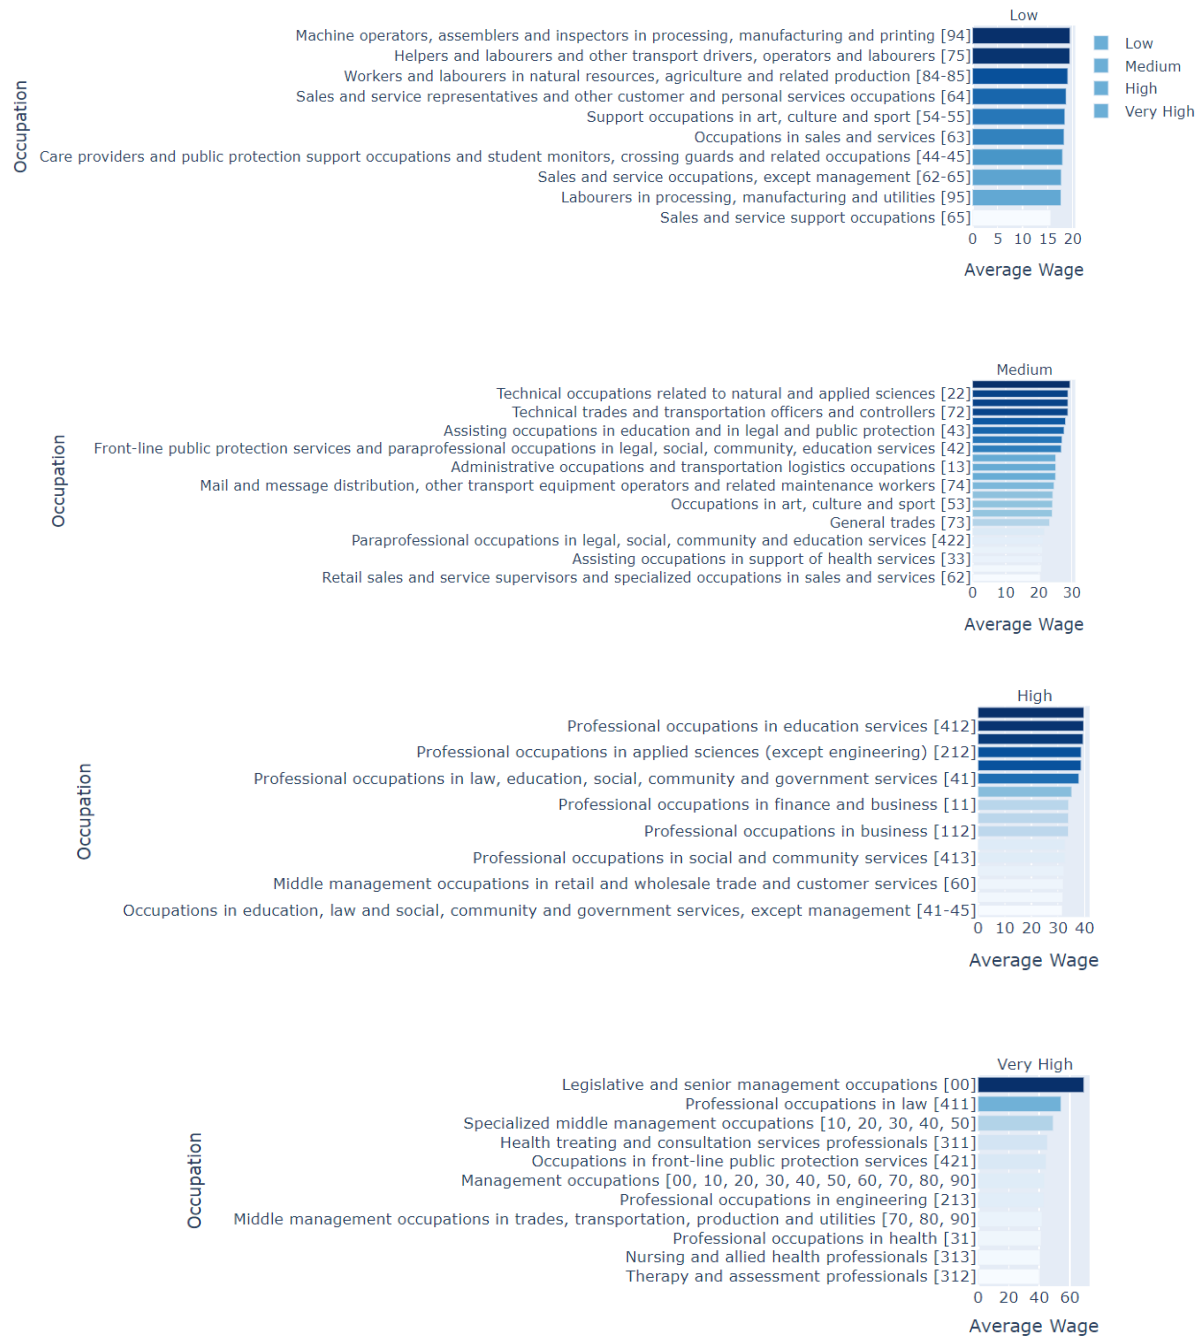 Low
Machine operators, assemblers and inspectors in processing, manufacturing and printing [94]
Helpers and labourers and other transport drivers, operators and labourers [75]
Workers and labourers in natural resources, agriculture and related production [84-85]
Sales and service representatives and other customer and personal services occupations [64]
Support occupations in art, culture and sport [54-55]
Occupations in sales and services [63]
Care providers and public protection support occupations and student monitors, crossing guards and related occupations [44-45]
Sales and service occupations, except management [62-65]
Labourers in processing, manufacturing and utilities [95]
Sales and service support occupations [65]
Occupation
0 5 10 15 20
Average Wage
Low
Medium
High
Very High
Medium
Technical occupations related to natural and applied sciences [22]
Technical trades and transportation officers and controllers [72]
Assisting occupations in education and in legal and public protection [43]
Front-line public protection services and paraprofessional occupations in legal, social, community, education services [42]
Administrative occupations and transportation logistics occupations [13]
Mail and message distribution, other transport equipment operators and related maintenance workers [74]
Occupations in art, culture and sport [53]
General trades [73]
Paraprofessional occupations in legal, social, community and education services [422]
Assisting occupations in support of health services [33]
Retail sales and service supervisors and specialized occupations in sales and services [62]
Occupation
0 10 20 30
Average Wage
High
Professional occupations in education services [412]
Professional occupations in applied sciences (except engineering) [212]
Professional occupations in law, education, social, community and government services [41]
Professional occupations in finance and business [11]
Professional occupations in business [112]
Professional occupations in social and community services [413]
Middle management occupations in retail and wholesale trade and customer services [60]
Occupations in education, law and social, community and government services, except management [41-45]
Occupation
0 10 20 30 40
Average Wage
Very High
Legislative and senior management occupations [00]
Professional occupations in law [411]
Specialized middle management occupations [10, 20, 30, 40, 50]
Health treating and consultation services professionals [311]
Occupations in front-line public protection services [421]
Management occupations [00, 10, 20, 30, 40, 50, 60, 70, 80, 90]
Professional occupations in engineering [213]
Middle management occupations in trades, transportation, production and utilities [70, 80, 90]
Professional occupations in health [31]
Nursing and allied health professionals [313]
Therapy and assessment professionals [312]
Occupation
0 20 40 60
Average Wage